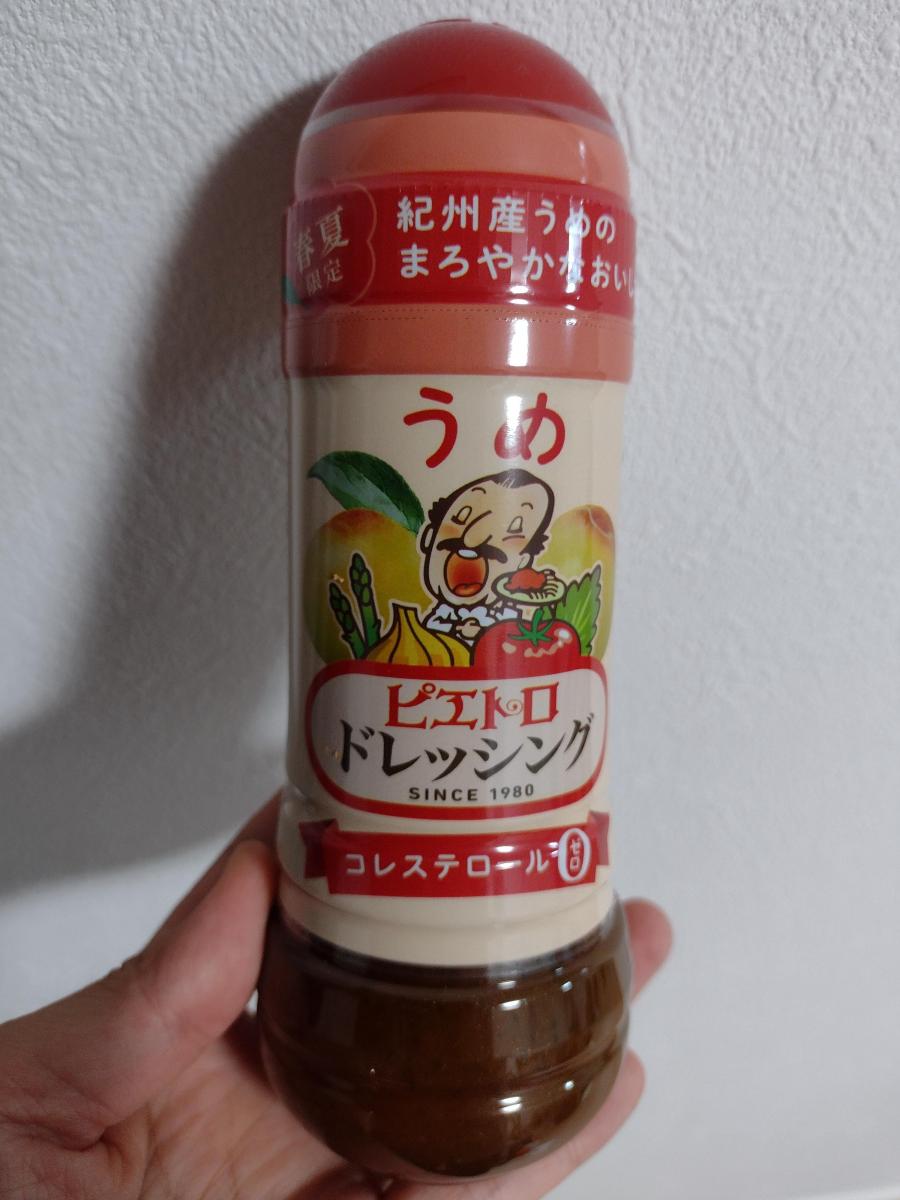 春夏
限定
紀州産うめの
まろやかなおいし
うめ
ピエトロ
ドレッシング
SINCE 1980
コレステロール0
ゼロ